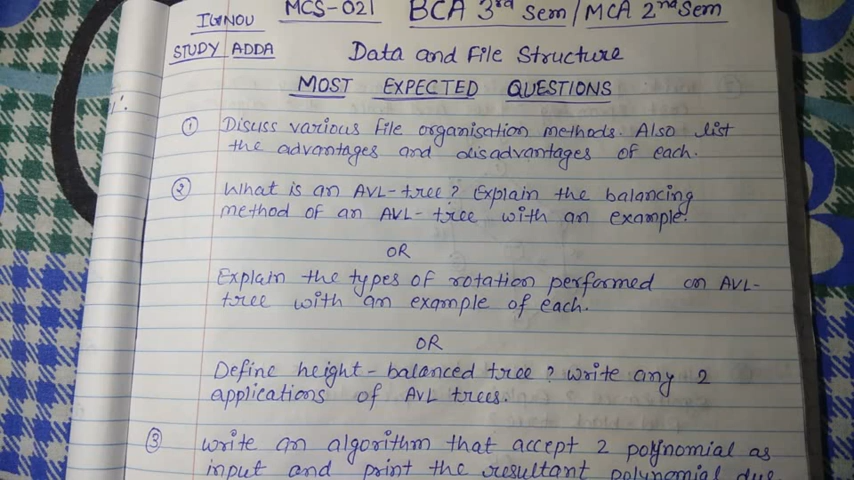 IGNOU MCS-021 BCA 3rd Sem / MCA 2nd Sem
STUDY ADDA Data and File Structure
MOST EXPECTED QUESTIONS
① Disuss various File organisation methods. Also list
the advantages and disadvantages of each.
② What is an AVL-tree? Explain the balancing
method of an AVL-tree with an example.
OR
Explain the types of rotation performed on AVL-
tree with an example of each.
OR
Define height-balanced tree? write any 2
applications of AVL trees.
③ write an algorithm that accept 2 polynomial as
input and print the resultant polynomial due